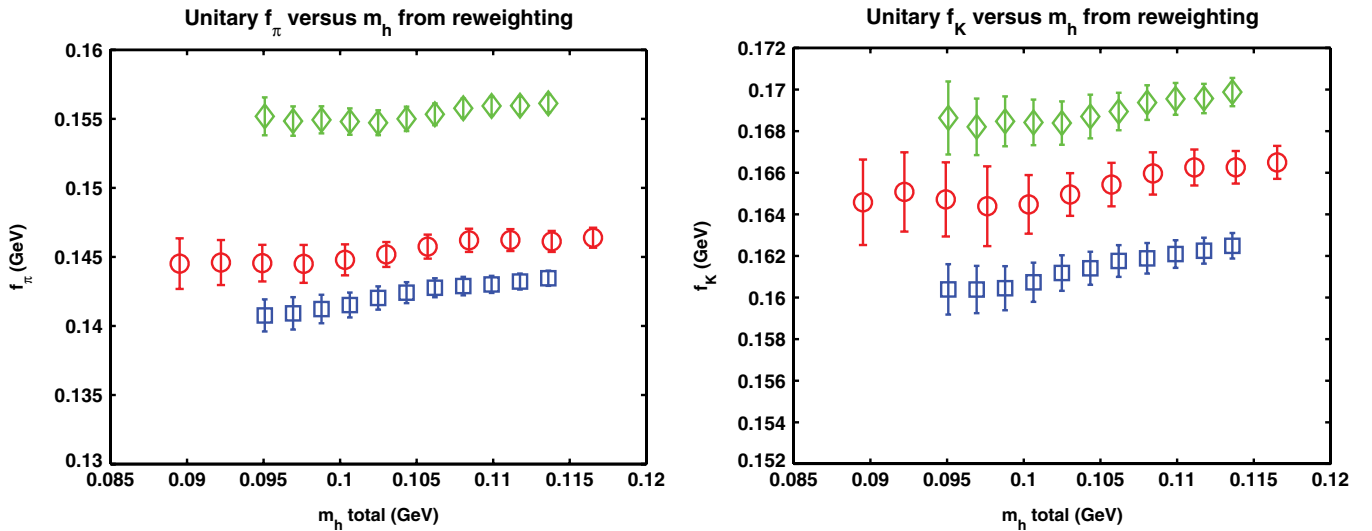 Unitary f_π versus m_h from reweighting
0.16
0.155
0.15
0.145
0.14
0.135
0.13
f_π (GeV)
0.085 0.09 0.095 0.1 0.105 0.11 0.115 0.12
m_h total (GeV)
Unitary f_K versus m_h from reweighting
0.172
0.17
0.168
0.166
0.164
0.162
0.16
0.158
0.156
0.154
0.152
f_K (GeV)
0.085 0.09 0.095 0.1 0.105 0.11 0.115 0.12
m_h total (GeV)